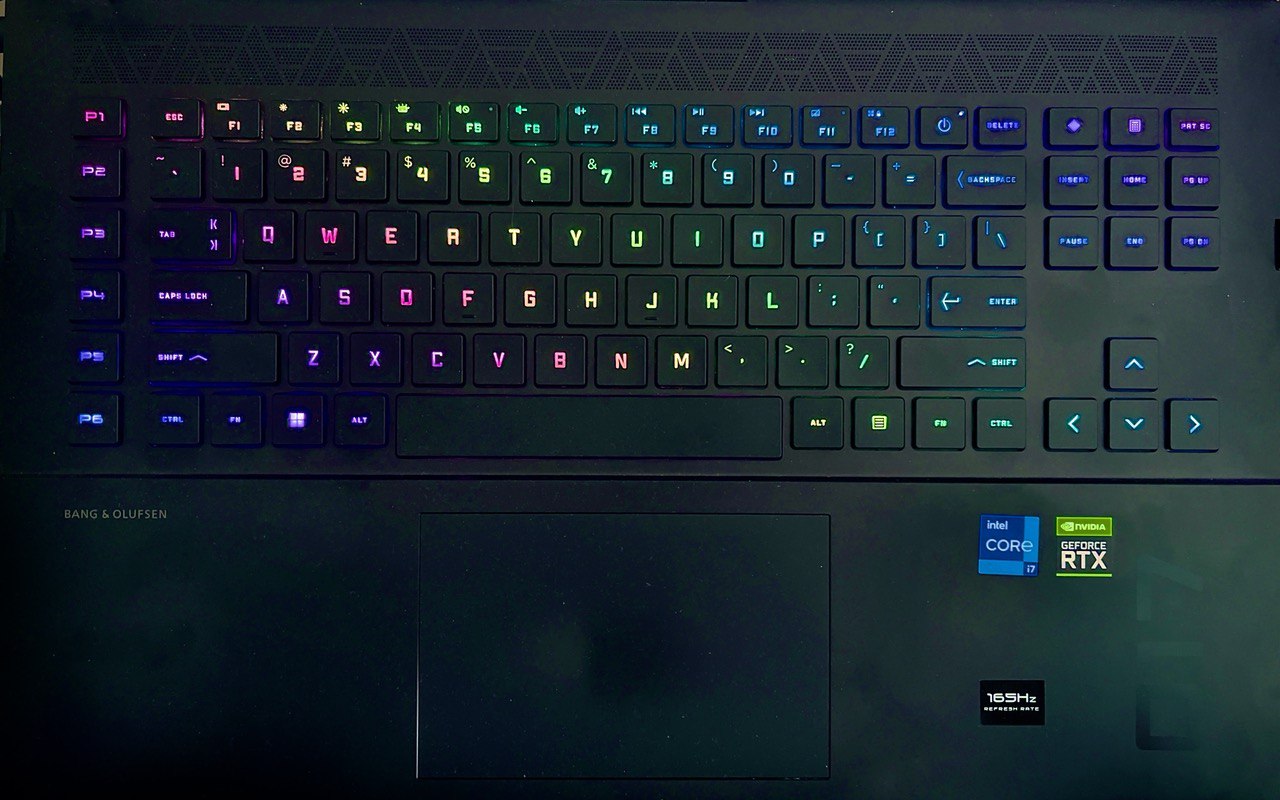 P1 ESC F1 F2 F3 F4 F5 F6 F7 F8 F9 F10 F11 F12 DELETE PRT SC
P2 ~ ` ! 1 @ 2 # 3 $ 4 % 5 ^ 6 & 7 * 8 ( 9 ) 0 _ - + = BACKSPACE INSERT HOME PG UP
P3 TAB Q W E R T Y U I O P { [ } ] | \ PAUSE END PG DN
P4 CAPS LOCK A S D F G H J K L : ; " ' ENTER
P5 SHIFT Z X C V B N M < , > . ? / SHIFT
P6 CTRL FN ALT ALT FN CTRL
BANG & OLUFSEN
intel
CORE
i7
NVIDIA
GEFORCE
RTX
165Hz
REFRESH RATE